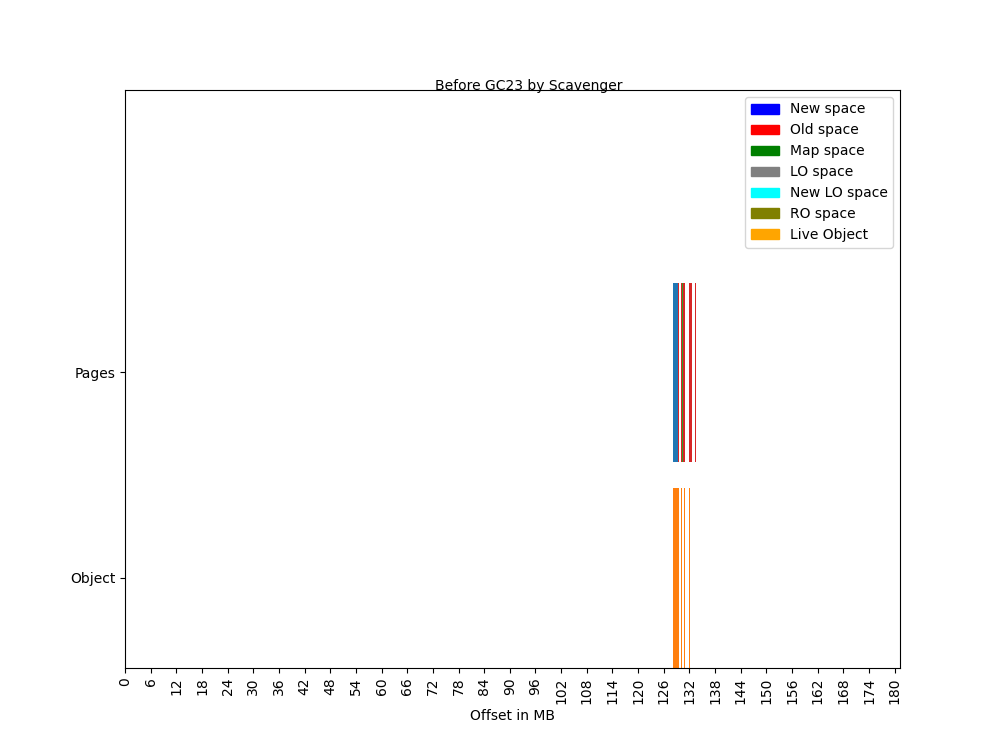 Before GC23 by Scavenger
New space
Old space
Map space
LO space
New LO space
RO space
Live Object
Pages
Object
0 6 12 18 24 30 36 42 48 54 60 66 72 78 84 90 96 102 108 114 120 126 132 138 144 150 156 162 168 174 180
Offset in MB